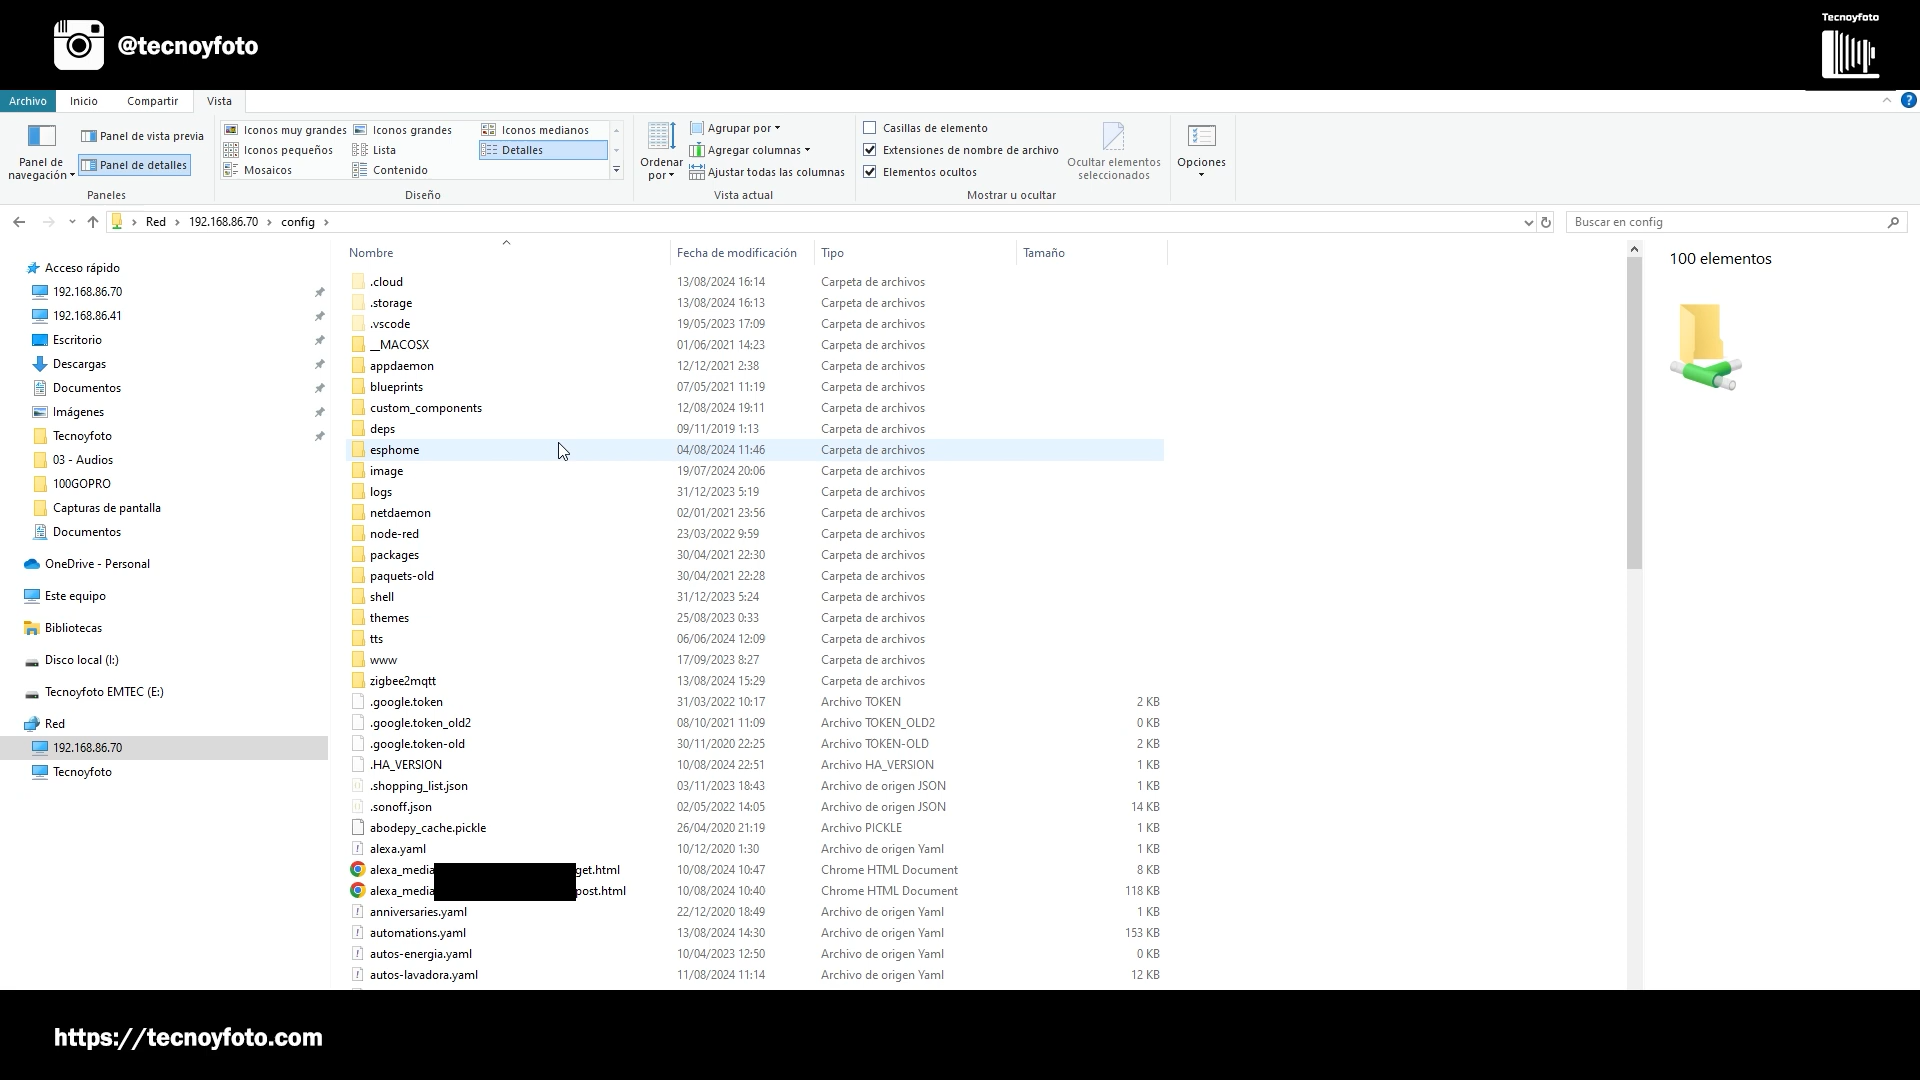 @tecnoyfoto
Tecnoyfoto
Archivo Inicio Compartir Vista
Panel de navegación
Panel de vista previa
Panel de detalles
Paneles
Iconos muy grandes Iconos grandes Iconos medianos
Iconos pequeños Lista Detalles
Mosaicos Contenido
Diseño
Ordenar por
Agrupar por
Agregar columnas
Ajustar todas las columnas
Vista actual
Casillas de elemento
Extensiones de nombre de archivo
Elementos ocultos
Ocultar elementos seleccionados
Mostrar u ocultar
Opciones
Red > 192.168.86.70 > config >
Buscar en config
Acceso rápido
192.168.86.70
192.168.86.41
Escritorio
Descargas
Documentos
Imágenes
Tecnoyfoto
03 - Audios
100GOPRO
Capturas de pantalla
Documentos
OneDrive - Personal
Este equipo
Bibliotecas
Disco local (I:)
Tecnoyfoto EMTEC (E:)
Red
192.168.86.70
Tecnoyfoto
Nombre Fecha de modificación Tipo Tamaño
.cloud 13/08/2024 16:14 Carpeta de archivos
.storage 13/08/2024 16:13 Carpeta de archivos
.vscode 19/05/2023 17:09 Carpeta de archivos
__MACOSX 01/06/2021 14:23 Carpeta de archivos
appdaemon 12/12/2021 2:38 Carpeta de archivos
blueprints 07/05/2021 11:19 Carpeta de archivos
custom_components 12/08/2024 19:11 Carpeta de archivos
deps 09/11/2019 1:13 Carpeta de archivos
esphome 04/08/2024 11:46 Carpeta de archivos
image 19/07/2024 20:06 Carpeta de archivos
logs 31/12/2023 5:19 Carpeta de archivos
netdaemon 02/01/2021 23:56 Carpeta de archivos
node-red 23/03/2022 9:59 Carpeta de archivos
packages 30/04/2021 22:30 Carpeta de archivos
paquets-old 30/04/2021 22:28 Carpeta de archivos
shell 31/12/2023 5:24 Carpeta de archivos
themes 25/08/2023 0:33 Carpeta de archivos
tts 06/06/2024 12:09 Carpeta de archivos
www 17/09/2023 8:27 Carpeta de archivos
zigbee2mqtt 13/08/2024 15:29 Carpeta de archivos
.google.token 31/03/2022 10:17 Archivo TOKEN 2 KB
.google.token_old2 08/10/2021 11:09 Archivo TOKEN_OLD2 0 KB
.google.token-old 30/11/2020 22:25 Archivo TOKEN-OLD 2 KB
.HA_VERSION 10/08/2024 22:51 Archivo HA_VERSION 1 KB
.shopping_list.json 03/11/2023 18:43 Archivo de origen JSON 1 KB
.sonoff.json 02/05/2022 14:05 Archivo de origen JSON 14 KB
abodepy_cache.pickle 26/04/2020 21:19 Archivo PICKLE 1 KB
alexa.yaml 10/12/2020 1:30 Archivo de origen Yaml 1 KB
alexa_media get.html 10/08/2024 10:47 Chrome HTML Document 8 KB
alexa_media post.html 10/08/2024 10:40 Chrome HTML Document 118 KB
anniversaries.yaml 22/12/2020 18:49 Archivo de origen Yaml 1 KB
automations.yaml 13/08/2024 14:30 Archivo de origen Yaml 153 KB
autos-energia.yaml 10/04/2023 12:50 Archivo de origen Yaml 0 KB
autos-lavadora.yaml 11/08/2024 11:14 Archivo de origen Yaml 12 KB
100 elementos
https://tecnoyfoto.com